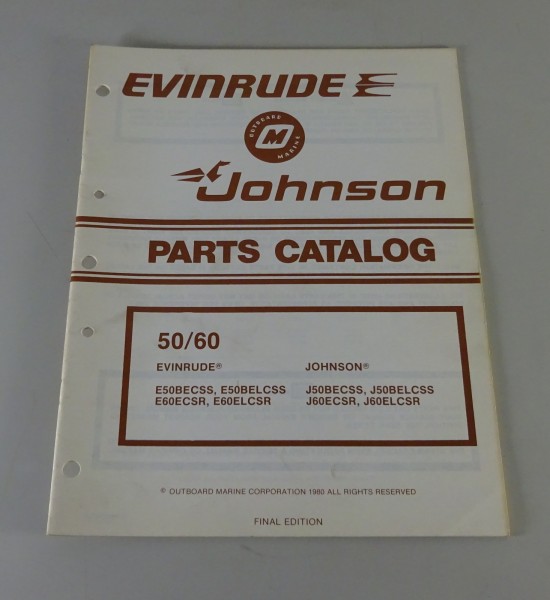 EVINRUDE
OUTBOARD
M
MARINE
Johnson
PARTS CATALOG
50/60
EVINRUDE® JOHNSON®
E50BECSS, E50BELCSS J50BECSS, J50BELCSS
E60ECSR, E60ELCSR J60ECSR, J60ELCSR
© OUTBOARD MARINE CORPORATION 1980 ALL RIGHTS RESERVED
FINAL EDITION